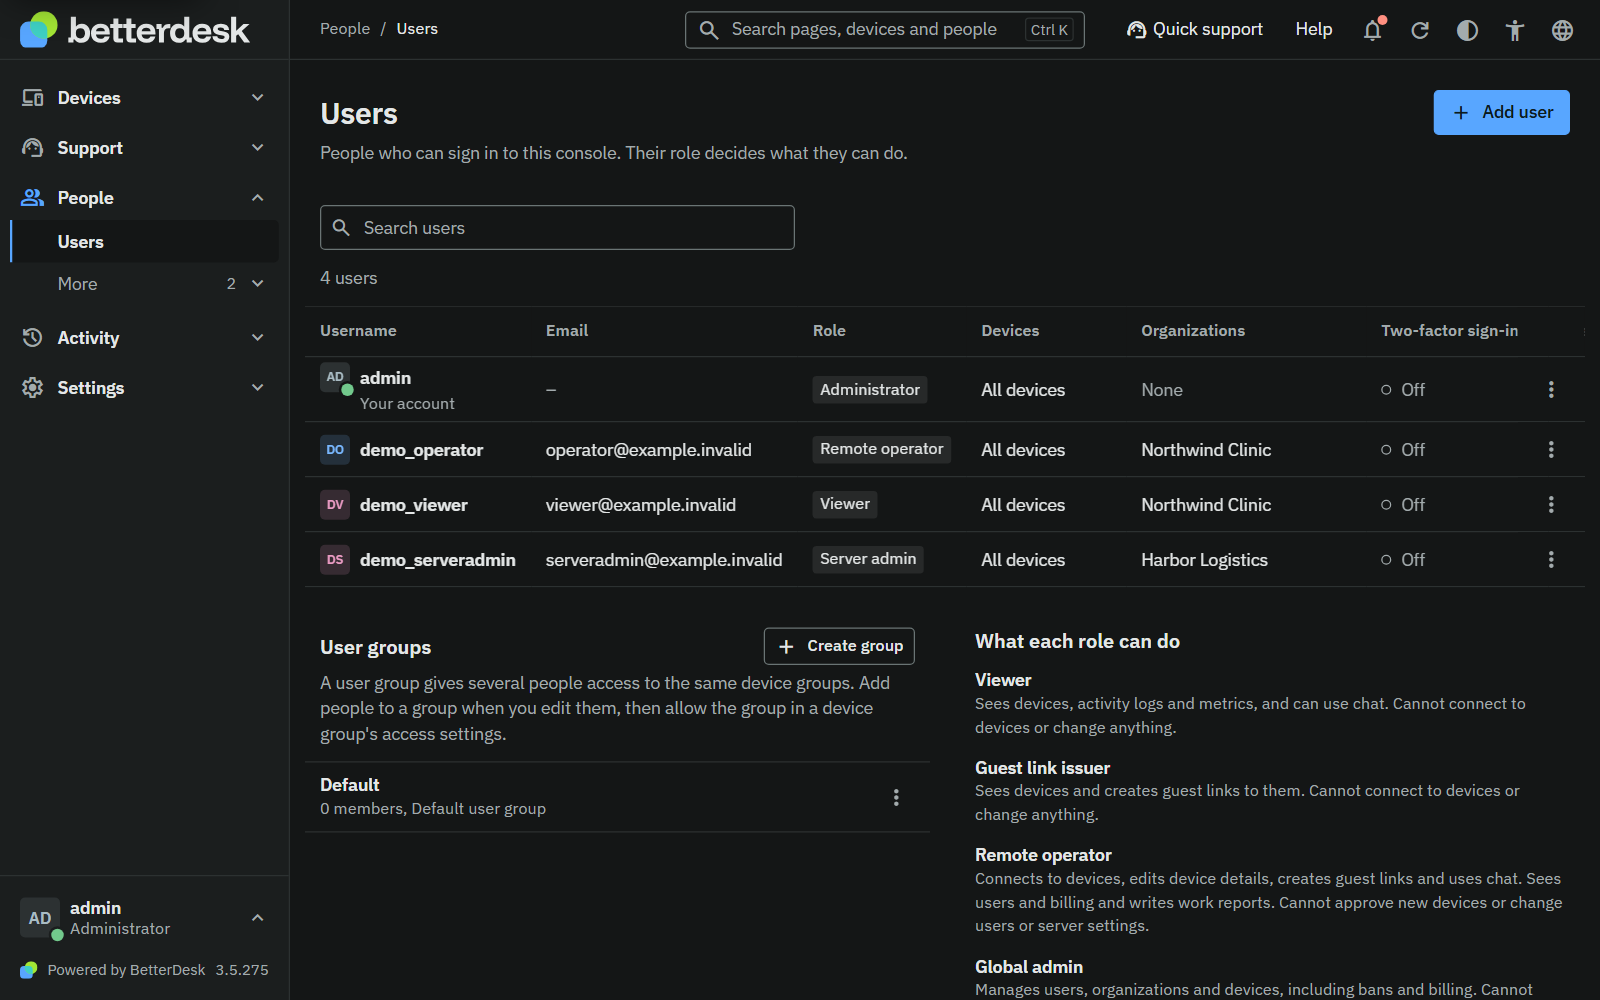 betterdesk
People / Users
Search pages, devices and people
Ctrl K
Quick support
Help
Devices
Support
People
Users
More 2
Activity
Settings
Users
Add user
People who can sign in to this console. Their role decides what they can do.
Search users
4 users
Username Email Role Devices Organizations Two-factor sign-in
AD admin – Administrator All devices None Off
Your account
DO demo_operator operator@example.invalid Remote operator All devices Northwind Clinic Off
DV demo_viewer viewer@example.invalid Viewer All devices Northwind Clinic Off
DS demo_serveradmin serveradmin@example.invalid Server admin All devices Harbor Logistics Off
User groups
Create group
A user group gives several people access to the same device groups. Add
people to a group when you edit them, then allow the group in a device
group's access settings.
Default
0 members, Default user group
What each role can do
Viewer
Sees devices, activity logs and metrics, and can use chat. Cannot connect to
devices or change anything.
Guest link issuer
Sees devices and creates guest links to them. Cannot connect to devices or
change anything.
Remote operator
Connects to devices, edits device details, creates guest links and uses chat. Sees
users and billing and writes work reports. Cannot approve new devices or change
users or server settings.
Global admin
Manages users, organizations and devices, including bans and billing. Cannot
AD admin
Administrator
Powered by BetterDesk 3.5.275